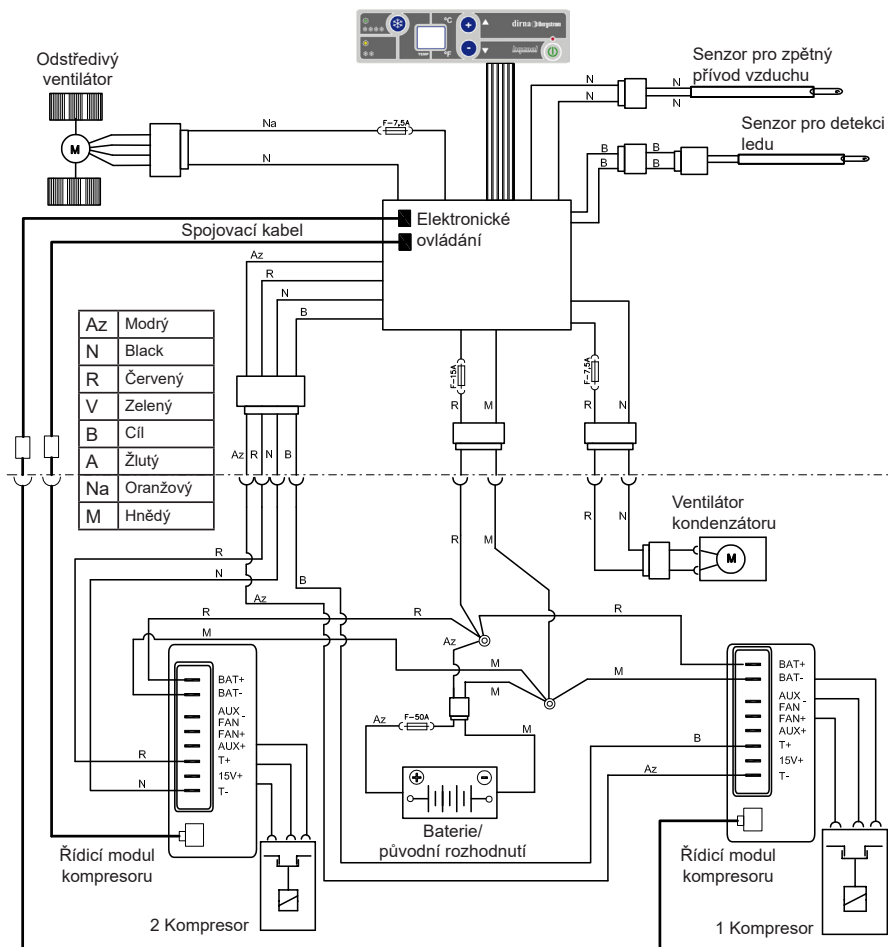 °C
dirna Bergstrom
TEMP
°F
Odstředivý
ventilátor
M
Na
F-7,5A
N
N
N
N
N
Senzor pro zpětný
přívod vzduchu
Senzor pro detekci
ledu
B
B
B
B
Spojovací kabel
Elektronické
ovládání
Az
R
N
B
Az Modrý
N Black
R Červený
V Zelený
B Cíl
A Žlutý
Na Oranžový
M Hnědý
F-15A
F-7,5A
R
M
R
N
Az
R
N
B
R
M
R
N
Ventilátor
kondenzátoru
M
R
N
B
Az
R
R
R
M
Az
M
M
M
BAT+
BAT-
AUX -
FAN
FAN+
AUX+
T+
15V+
T-
R
N
Az
F-50A
M
+
-
Baterie/
původní rozhodnutí
B
Az
BAT+
BAT-
AUX -
FAN
FAN+
AUX+
T+
15V+
T-
Řídicí modul
kompresoru
2 Kompresor
Řídicí modul
kompresoru
1 Kompresor